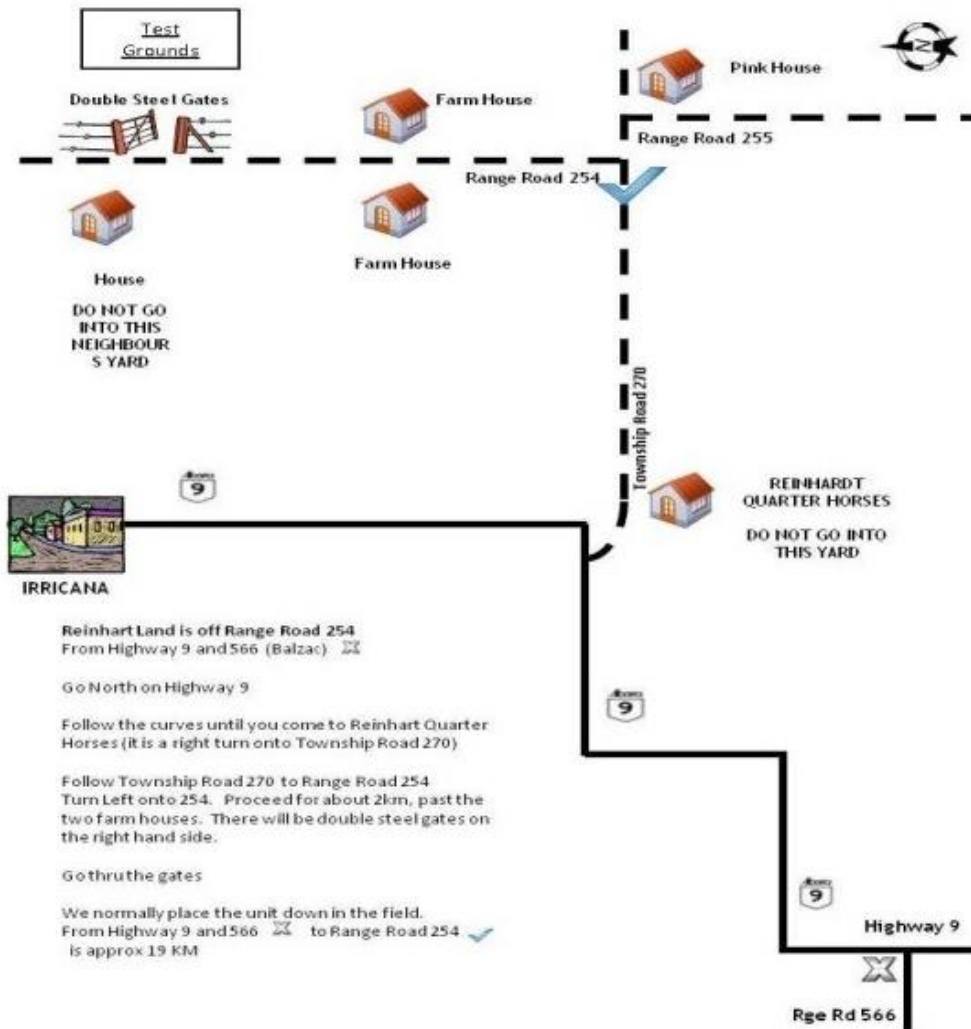 Test
Grounds
Double Steel Gates
Farm House
Pink House
N
Range Road 255
Range Road 254
House
Farm House
DO NOT GO
INTO THIS
NEIGHBOUR
S YARD
Township Road 270
9
REINHARDT
QUARTER HORSES
DO NOT GO INTO
THIS YARD
IRRICANA
Reinhart Land is off Range Road 254
From Highway 9 and 566 (Balzac)
Go North on Highway 9
Follow the curves until you come to Reinhart Quarter
Horses (it is a right turn onto Township Road 270)
Follow Township Road 270 to Range Road 254
Turn Left onto 254. Proceed for about 2km, past the
two farm houses. There will be double steel gates on
the right hand side.
Go thru the gates
We normally place the unit down in the field.
From Highway 9 and 566 to Range Road 254
is approx 19 KM
9
9
Highway 9
Rge Rd 566